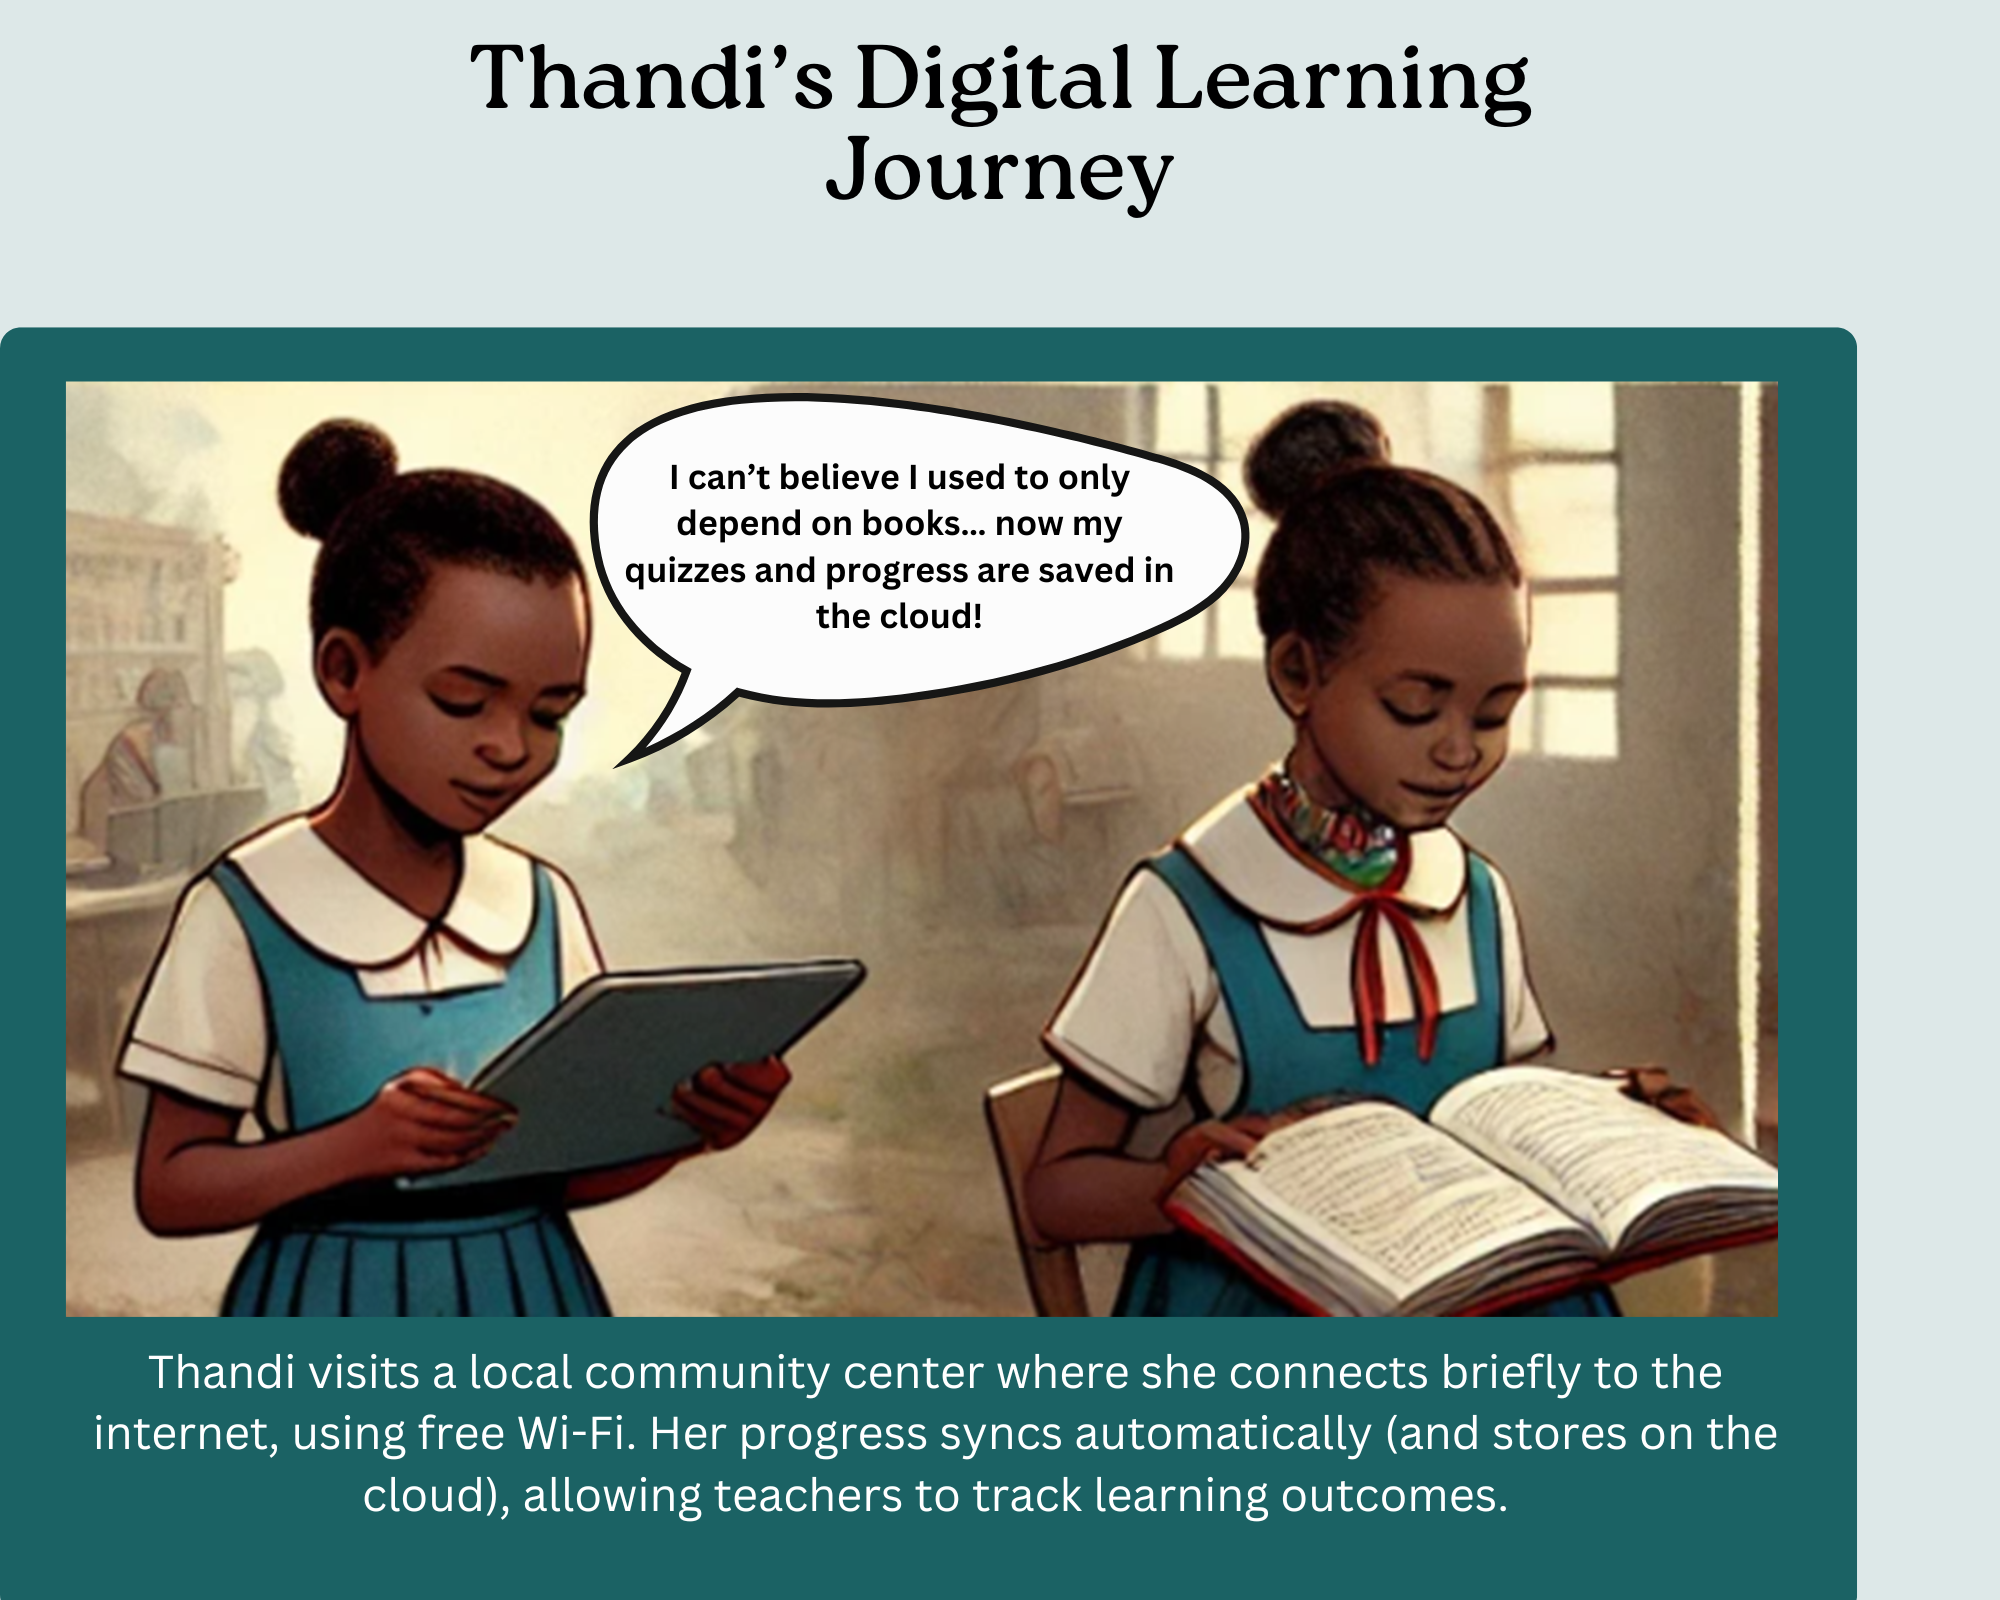 Thandi’s Digital Learning
Journey
I can’t believe I used to only
depend on books... now my
quizzes and progress are saved in
the cloud!
Thandi visits a local community center where she connects briefly to the
internet, using free Wi-Fi. Her progress syncs automatically (and stores on the
cloud), allowing teachers to track learning outcomes.